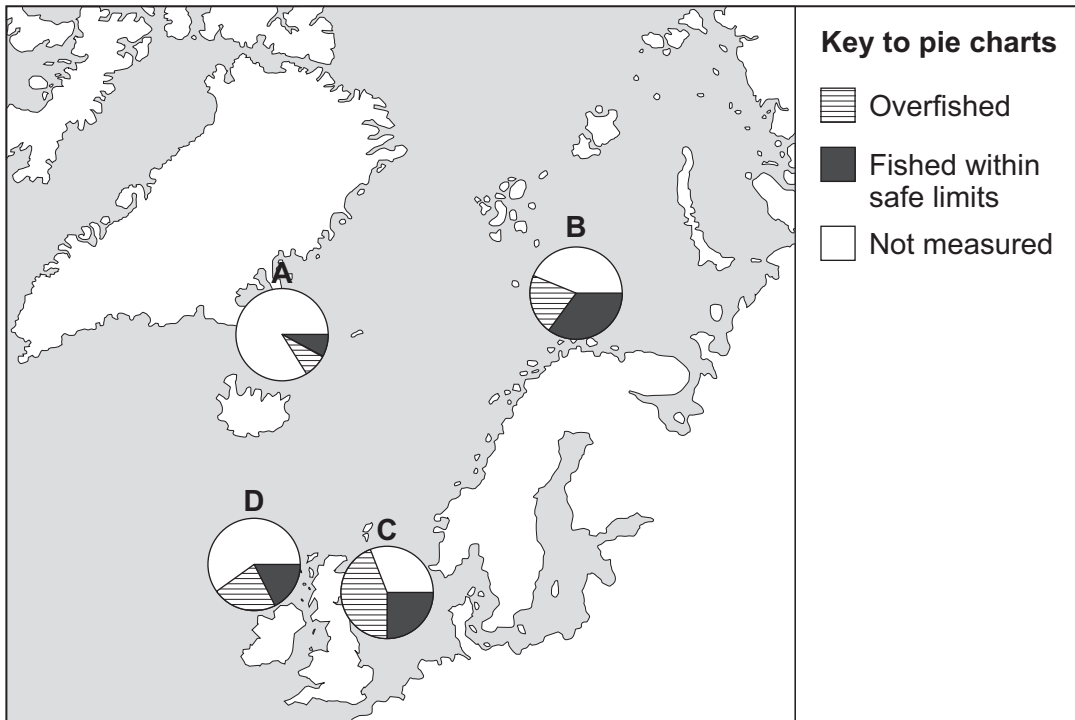 Key to pie charts
Overfished
Fished within
safe limits
Not measured
B
A
D
C